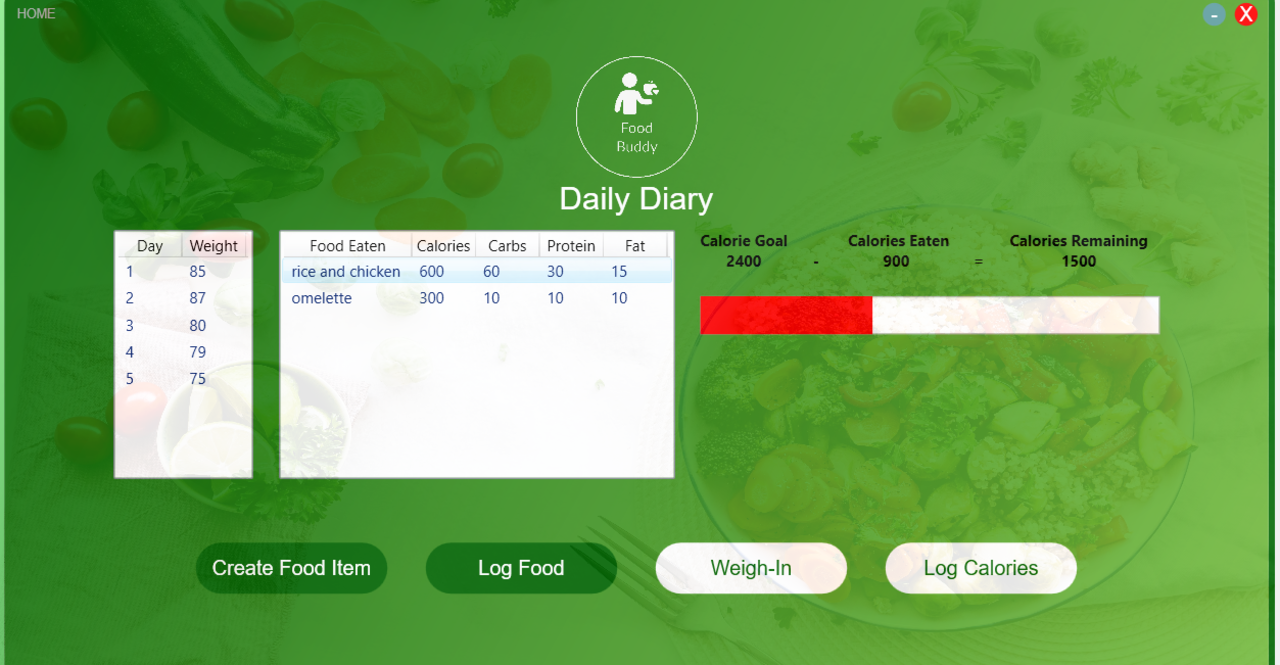 HOME
- X
Food
Buddy
Daily Diary
Day Weight
1 85
2 87
3 80
4 79
5 75
Food Eaten Calories Carbs Protein Fat
rice and chicken 600 60 30 15
omelette 300 10 10 10
Calorie Goal Calories Eaten Calories Remaining
2400 - 900 = 1500
Create Food Item Log Food Weigh-In Log Calories